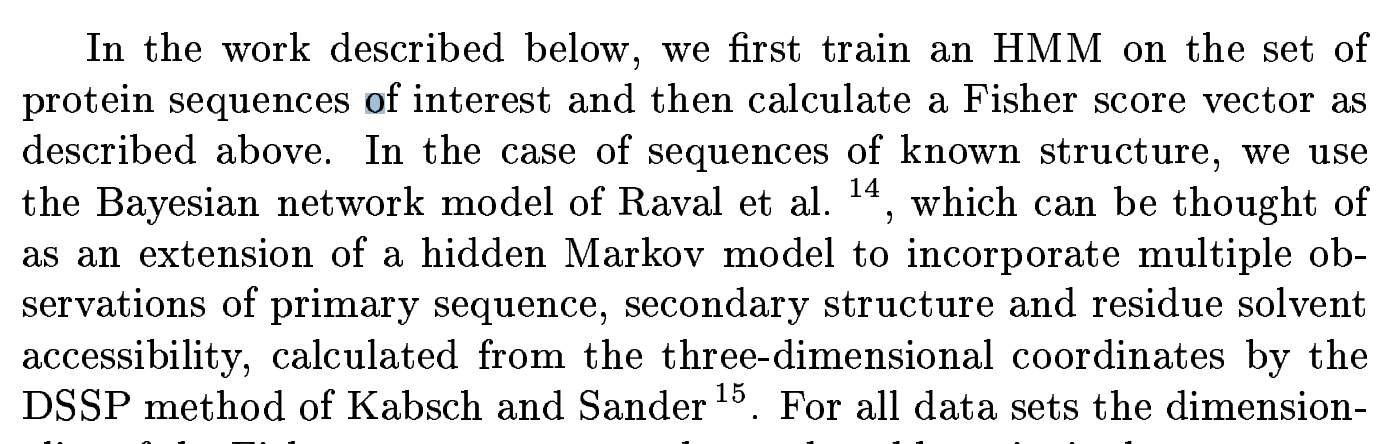 In the work described below, we first train an HMM on the set of
protein sequences of interest and then calculate a Fisher score vector as
described above. In the case of sequences of known structure, we use
the Bayesian network model of Raval et al. 14, which can be thought of
as an extension of a hidden Markov model to incorporate multiple ob-
servations of primary sequence, secondary structure and residue solvent
accessibility, calculated from the three-dimensional coordinates by the
DSSP method of Kabsch and Sander 15. For all data sets the dimension-